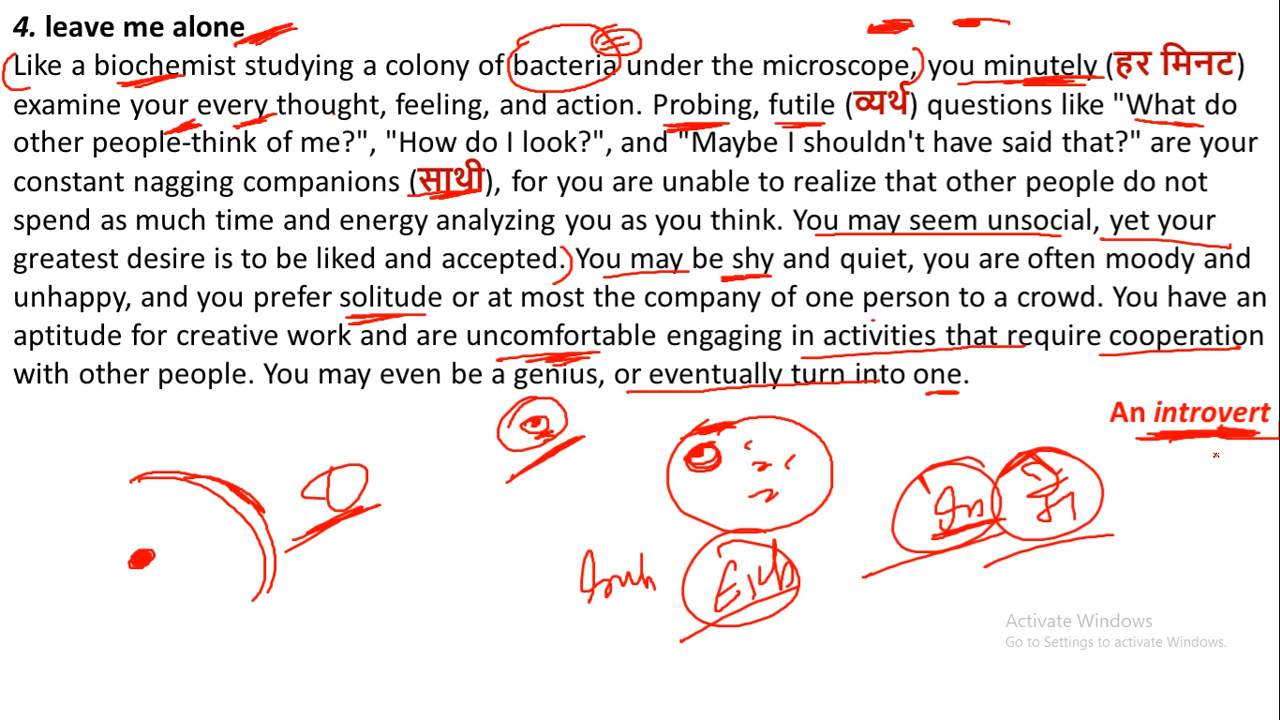 4. leave me alone
Like a biochemist studying a colony of bacteria under the microscope, you minutely (हर मिनट)
examine your every thought, feeling, and action. Probing, futile (व्यर्थ) questions like "What do
other people-think of me?", "How do I look?", and "Maybe I shouldn't have said that?" are your
constant nagging companions (साथी), for you are unable to realize that other people do not
spend as much time and energy analyzing you as you think. You may seem unsocial, yet your
greatest desire is to be liked and accepted. You may be shy and quiet, you are often moody and
unhappy, and you prefer solitude or at most the company of one person to a crowd. You have an
aptitude for creative work and are uncomfortable engaging in activities that require cooperation
with other people. You may even be a genius, or eventually turn into one.
An introvert
Activate Windows
Go to Settings to activate Windows.